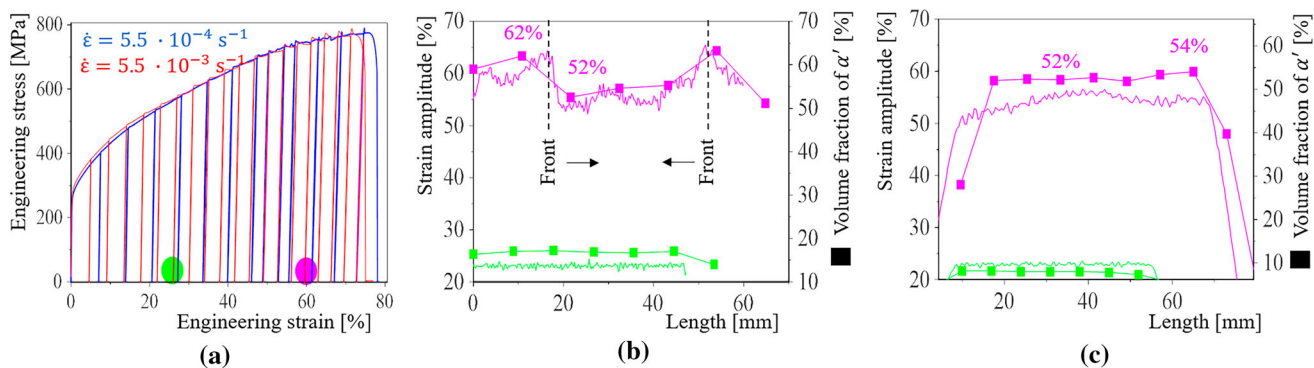 800
600
400
200
0
Engineering stress [MPa]
ε̇ = 5.5 · 10⁻⁴ s⁻¹
ε̇ = 5.5 · 10⁻³ s⁻¹
0 20 40 60 80
Engineering strain [%]
(a)
70
60
50
40
30
20
Strain amplitude [%]
62%
52%
Front
Front
70
60
50
40
30
20
10
Volume fraction of α′ [%]
0 20 40 60
Length [mm]
(b)
70
60
50
40
30
20
Strain amplitude [%]
52%
54%
60
50
40
30
20
10
Volume fraction of α′ [%]
20 40 60
Length [mm]
(c)